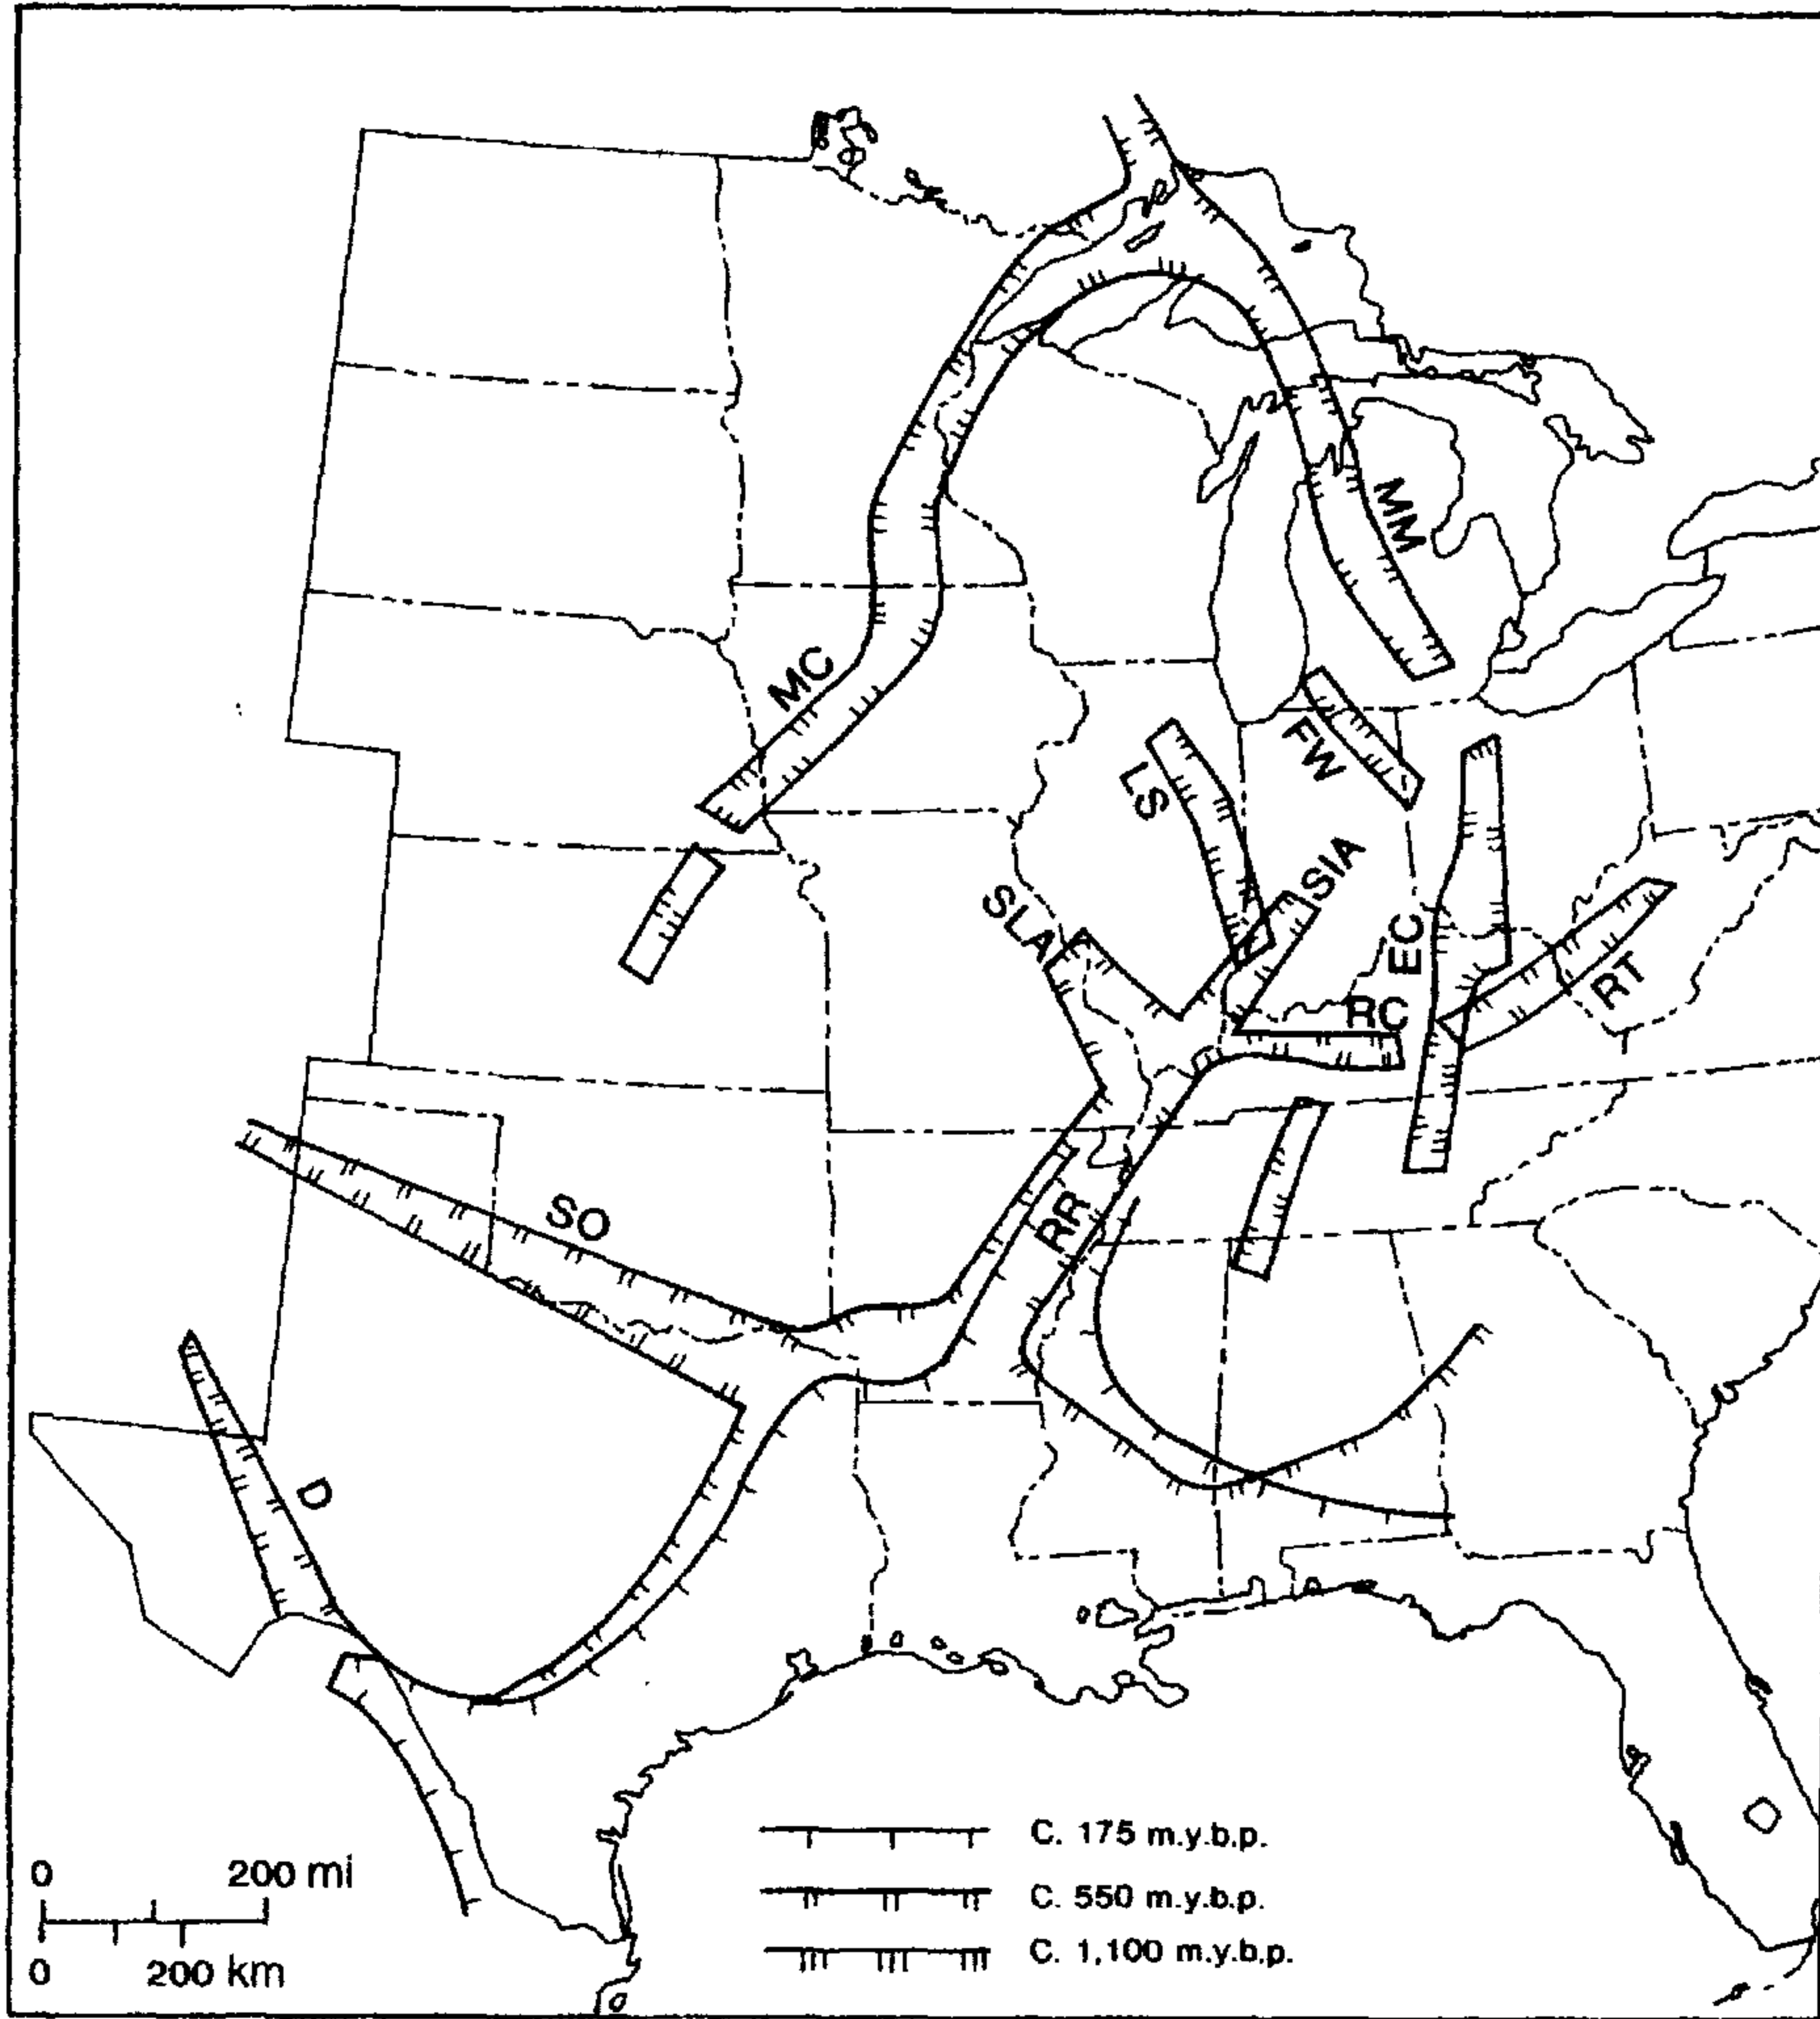 MM
MC
FW
LS
SIA
SLA
EC
RT
RC
SO
RR
D
C. 175 m.y.b.p.
0 200 mi
C. 550 m.y.b.p.
C. 1,100 m.y.b.p.
0 200 km